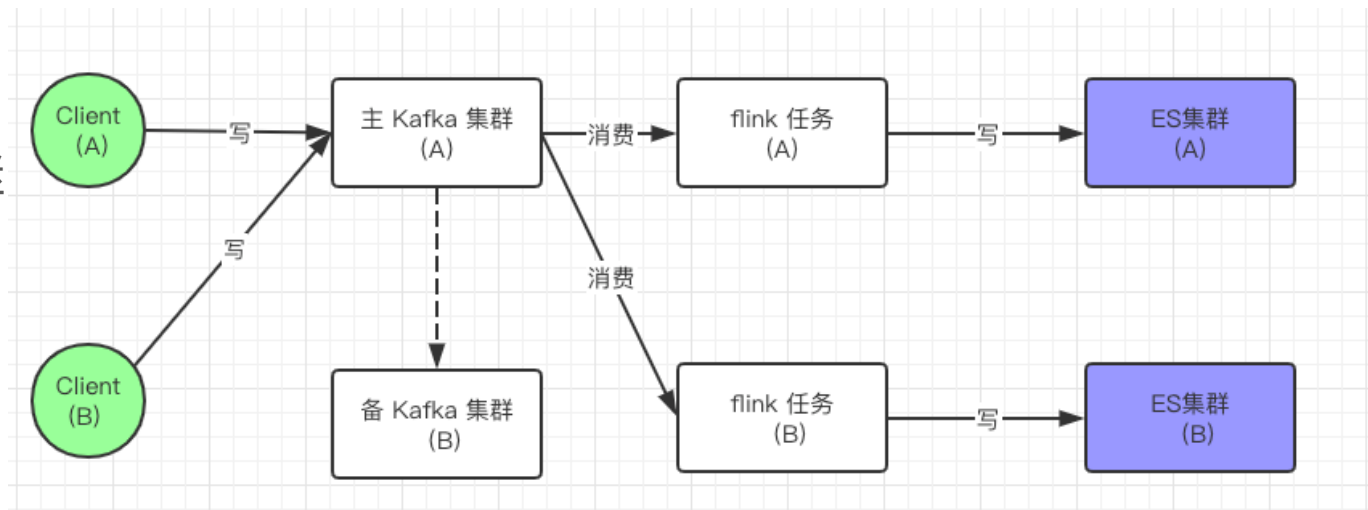 Client
(A)
写
主 Kafka 集群
(A)
消费
flink 任务
(A)
写
ES集群
(A)
写
消费
Client
(B)
备 Kafka 集群
(B)
flink 任务
(B)
写
ES集群
(B)